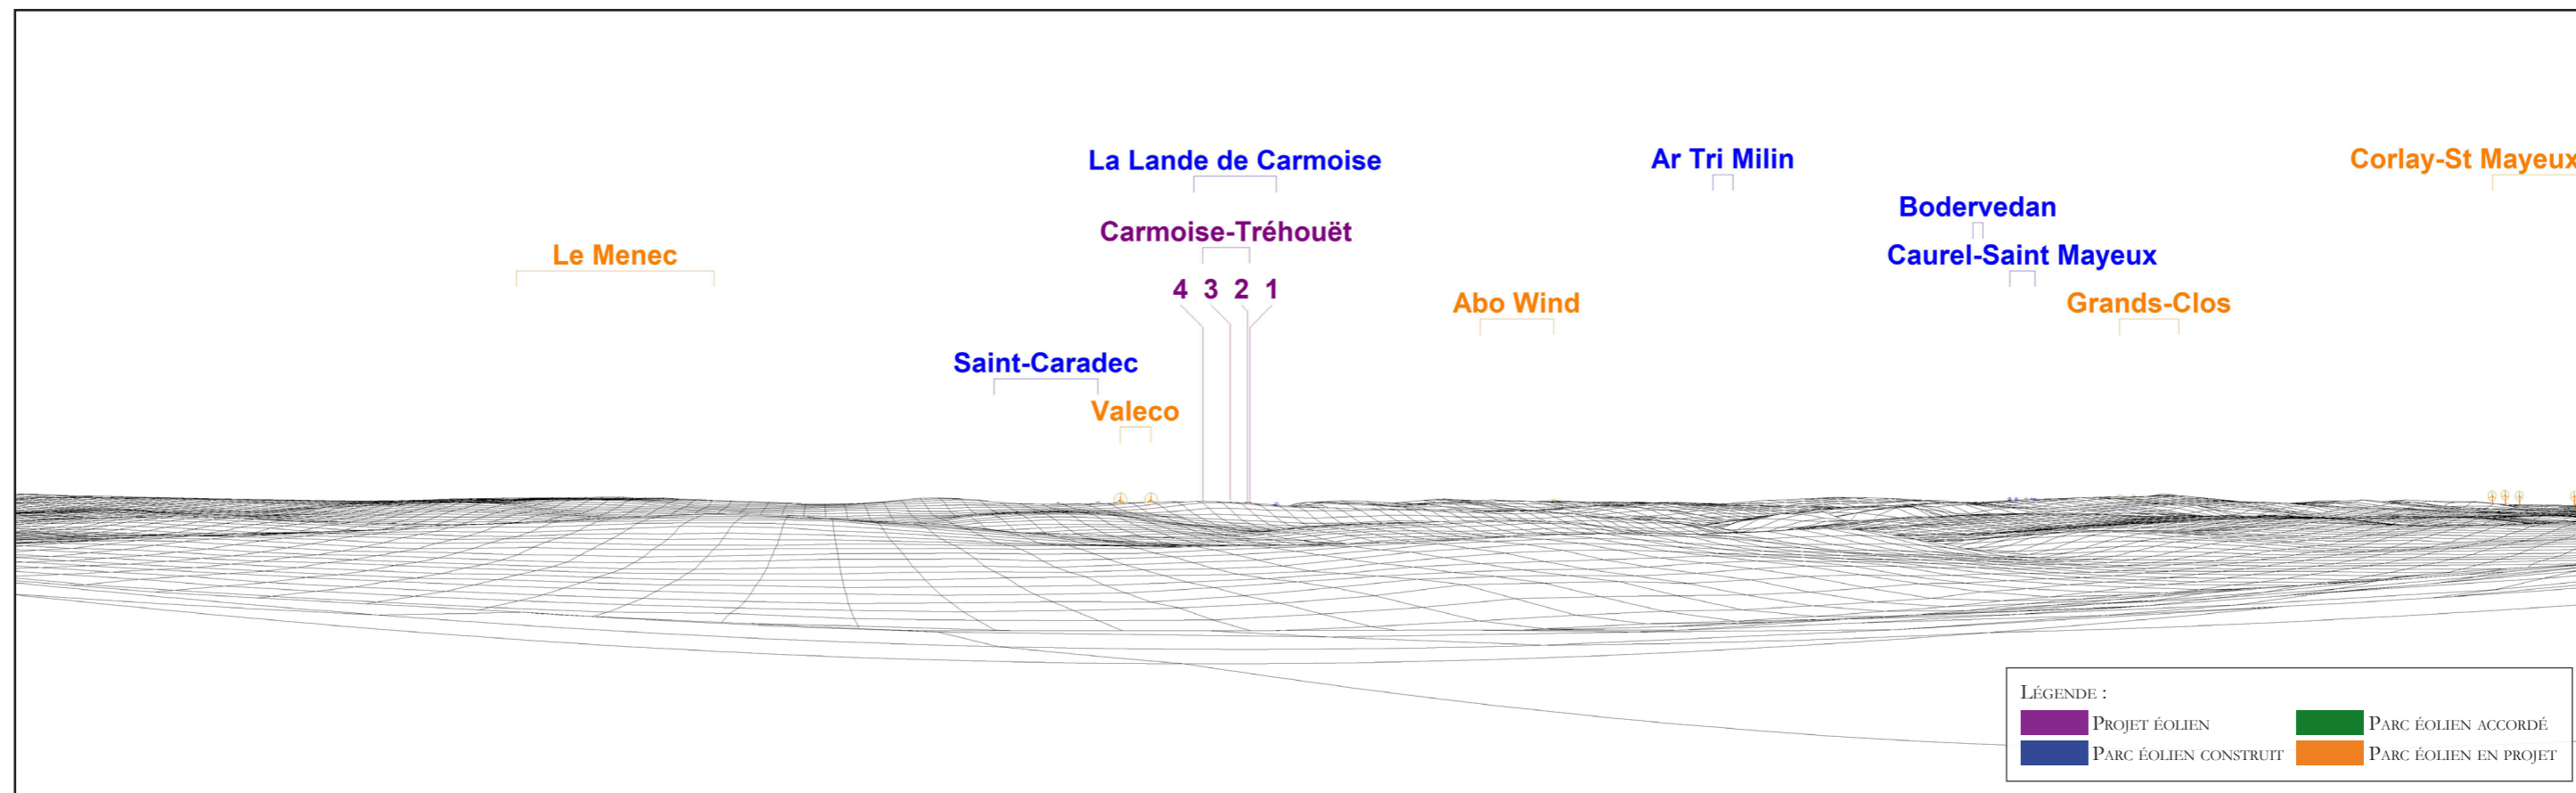 La Lande de Carmoise
Ar Tri Milin
Corlay-St Mayeux
Bodervedan
Carmoise-Tréhouët
Le Menec
Caurel-Saint Mayeux
4 3 2 1
Abo Wind
Grands-Clos
Saint-Caradec
Valeco
Légende :
Projet éolien
Parc éolien accordé
Parc éolien construit
Parc éolien en projet